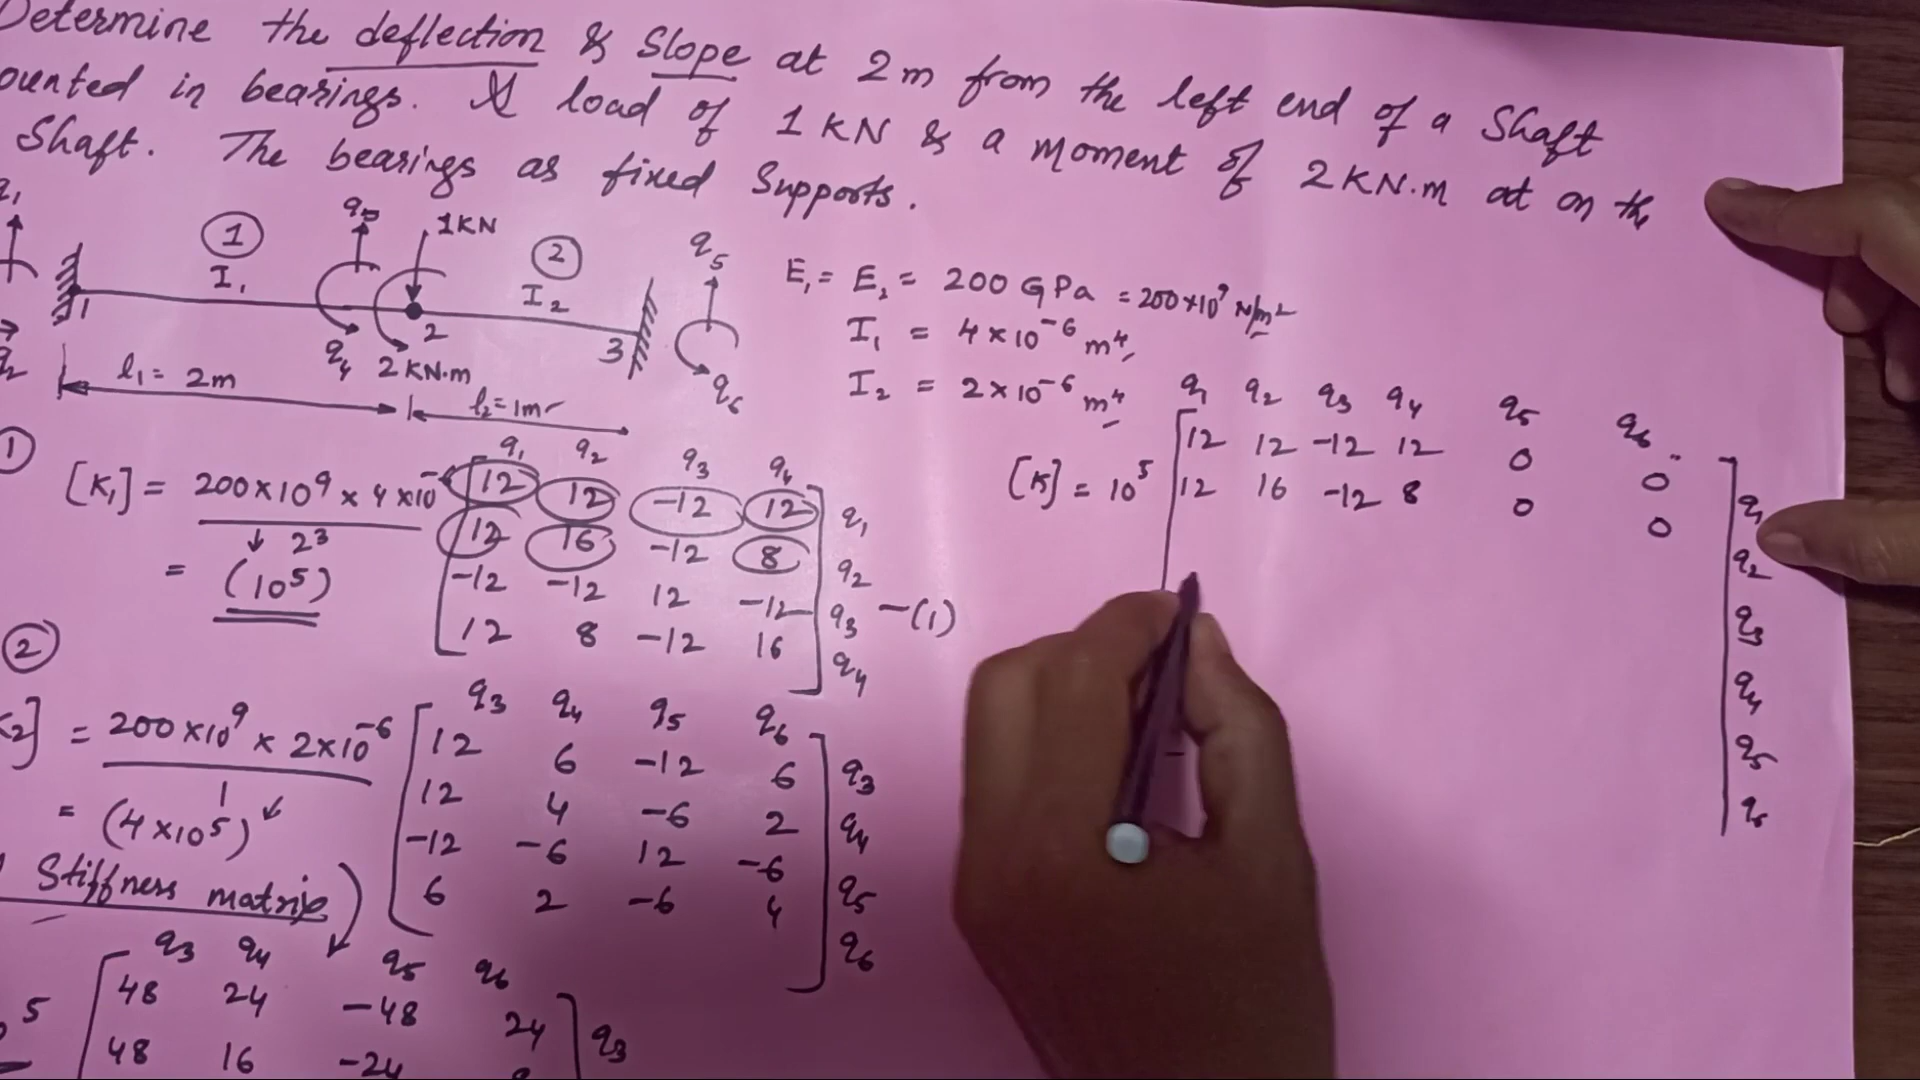 Determine the deflection & Slope at 2m from the left end of a Shaft
ounted in bearings. A load of 1 KN & a moment of 2 KN.m at on the
Shaft. The bearings as fixed Supports.
q1
q3
1KN
1
I1
2
I2
q5
1
2
3
q2
q4
2 KN.m
q6
l1 = 2m
l2 = 1m
E1 = E2 = 200 GPa = 200×10^9 N/m^2
I1 = 4×10^-6 m^4
I2 = 2×10^-6 m^4
1
q1 q2 q3 q4
[K1] = 200×10^9 × 4×10^- / 2^3
12 12 -12 12 q1
12 16 -12 8 q2
-12 -12 12 -12 q3
12 8 -12 16 q4
= (10^5)
-(1)
2
q3 q4 q5 q6
K2] = 200×10^9 × 2×10^-6 / 1
12 6 -12 6 q3
12 4 -6 2 q4
-12 -6 12 -6 q5
6 2 -6 4 q6
= (4×10^5)
Stiffness matrix
q3 q4 q5 q6
5
48 24 -48 24 q3
48 16 -24
q1 q2 q3 q4 q5 q6
[K] = 10^5
12 12 -12 12 0 0 q1
12 16 -12 8 0 0 q2
q3
q4
q5
q6